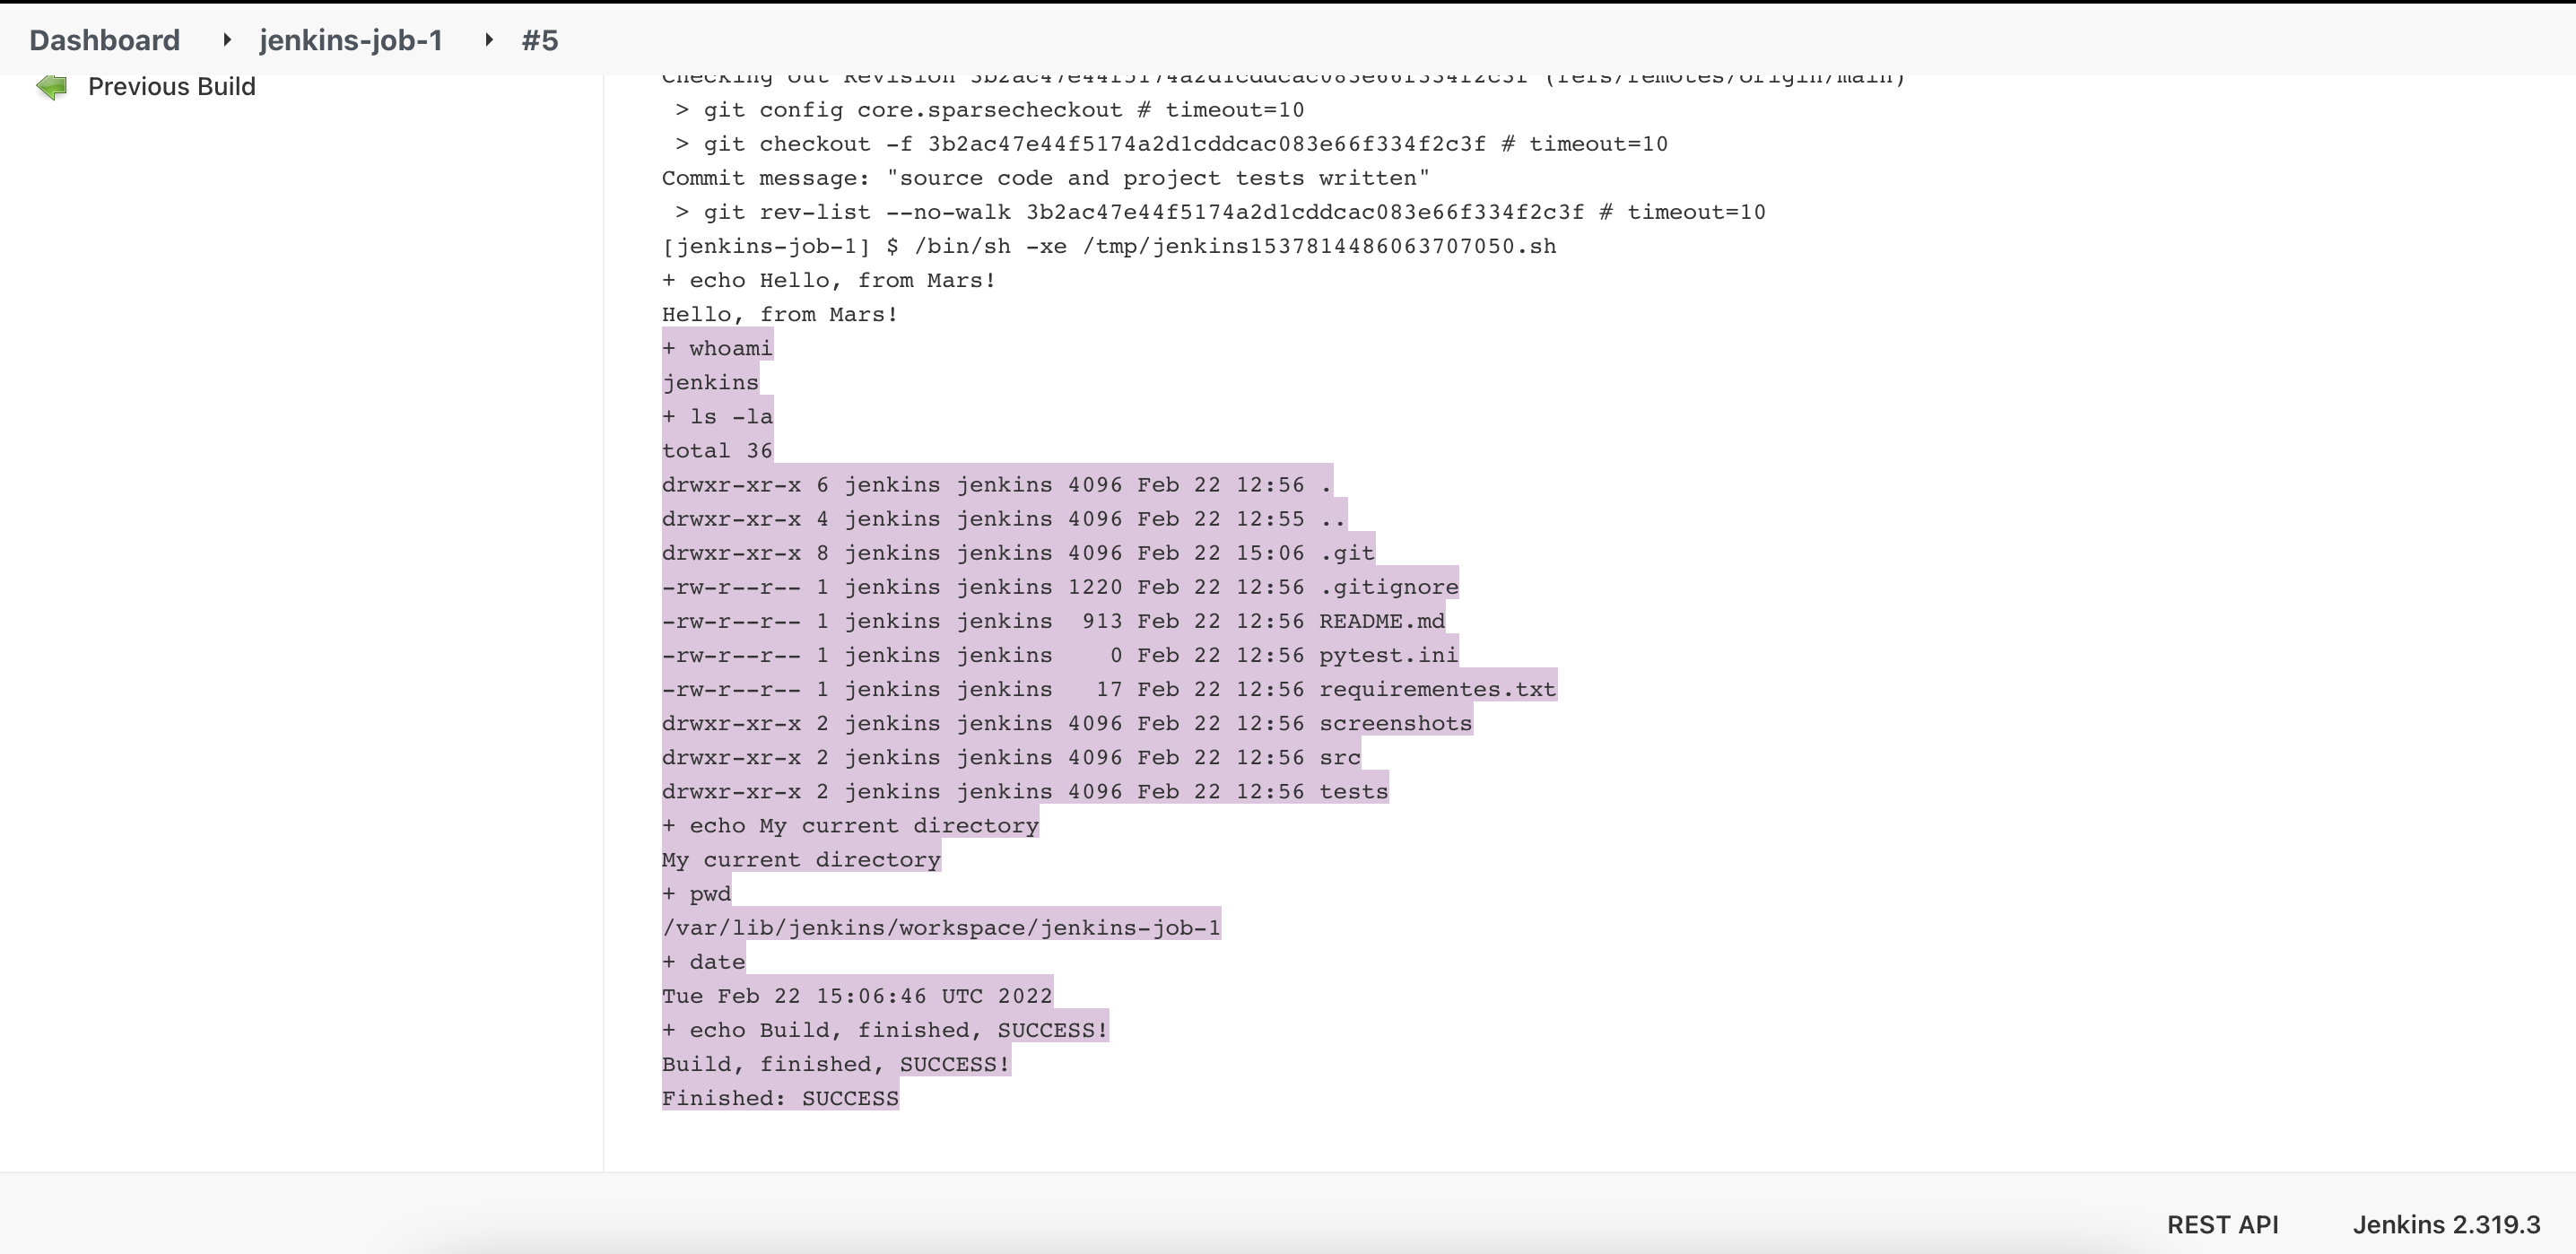 Dashboard ▸ jenkins-job-1 ▸ #5
Previous Build
Checking out Revision 3b2ac47e44f5174a2d1cddcac083e66f334f2c3f (refs/remotes/origin/main)
 > git config core.sparsecheckout # timeout=10
 > git checkout -f 3b2ac47e44f5174a2d1cddcac083e66f334f2c3f # timeout=10
Commit message: "source code and project tests written"
 > git rev-list --no-walk 3b2ac47e44f5174a2d1cddcac083e66f334f2c3f # timeout=10
[jenkins-job-1] $ /bin/sh -xe /tmp/jenkins1537814486063707050.sh
+ echo Hello, from Mars!
Hello, from Mars!
+ whoami
jenkins
+ ls -la
total 36
drwxr-xr-x 6 jenkins jenkins 4096 Feb 22 12:56 .
drwxr-xr-x 4 jenkins jenkins 4096 Feb 22 12:55 ..
drwxr-xr-x 8 jenkins jenkins 4096 Feb 22 15:06 .git
-rw-r--r-- 1 jenkins jenkins 1220 Feb 22 12:56 .gitignore
-rw-r--r-- 1 jenkins jenkins  913 Feb 22 12:56 README.md
-rw-r--r-- 1 jenkins jenkins    0 Feb 22 12:56 pytest.ini
-rw-r--r-- 1 jenkins jenkins   17 Feb 22 12:56 requirementes.txt
drwxr-xr-x 2 jenkins jenkins 4096 Feb 22 12:56 screenshots
drwxr-xr-x 2 jenkins jenkins 4096 Feb 22 12:56 src
drwxr-xr-x 2 jenkins jenkins 4096 Feb 22 12:56 tests
+ echo My current directory
My current directory
+ pwd
/var/lib/jenkins/workspace/jenkins-job-1
+ date
Tue Feb 22 15:06:46 UTC 2022
+ echo Build, finished, SUCCESS!
Build, finished, SUCCESS!
Finished: SUCCESS
REST API Jenkins 2.319.3